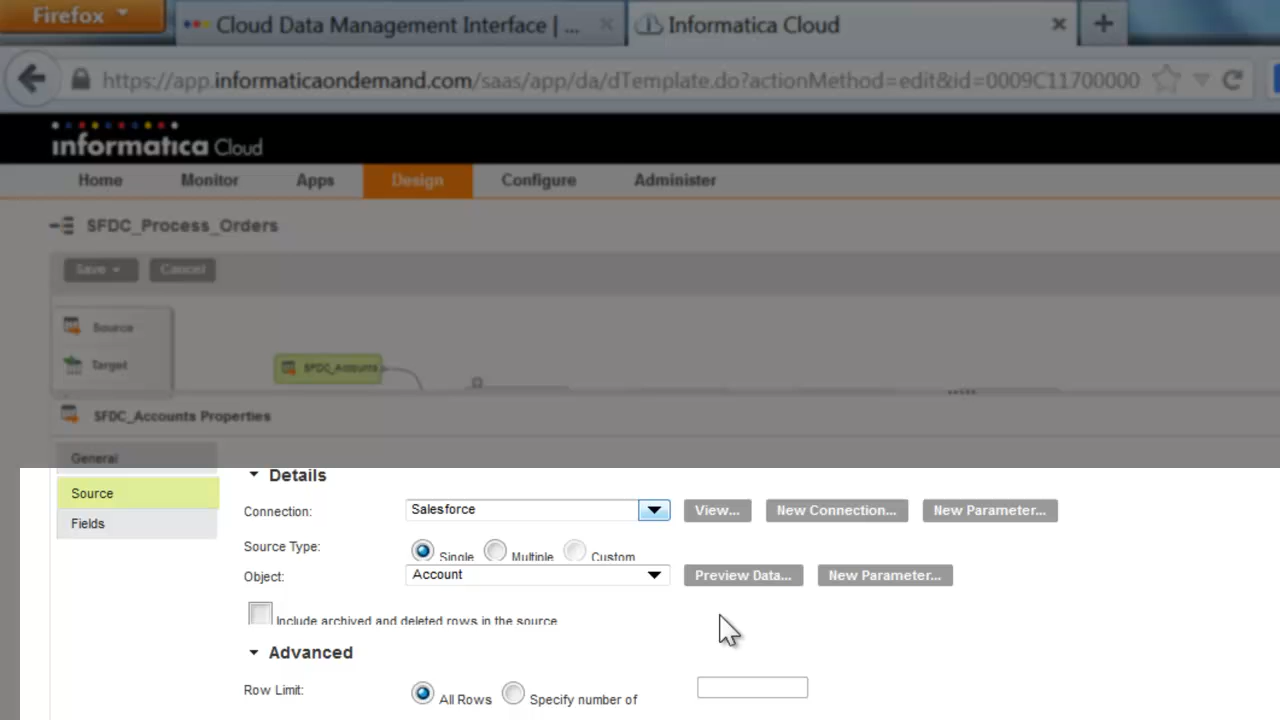 Firefox
Cloud Data Management Interface | ...
Informatica Cloud
https://app.informaticaondemand.com/saas/app/da/dTemplate.do?actionMethod=edit&id=0009C11700000
informatica Cloud
Home Monitor Apps Design Configure Administer
SFDC_Process_Orders
Save Cancel
Source
Target
SFDC_Accounts
SFDC_Accounts Properties
General
Details
Source
Connection: Salesforce View... New Connection... New Parameter...
Fields
Source Type: Single Multiple Custom
Object: Account Preview Data... New Parameter...
Include archived and deleted rows in the source
Advanced
Row Limit: All Rows Specify number of